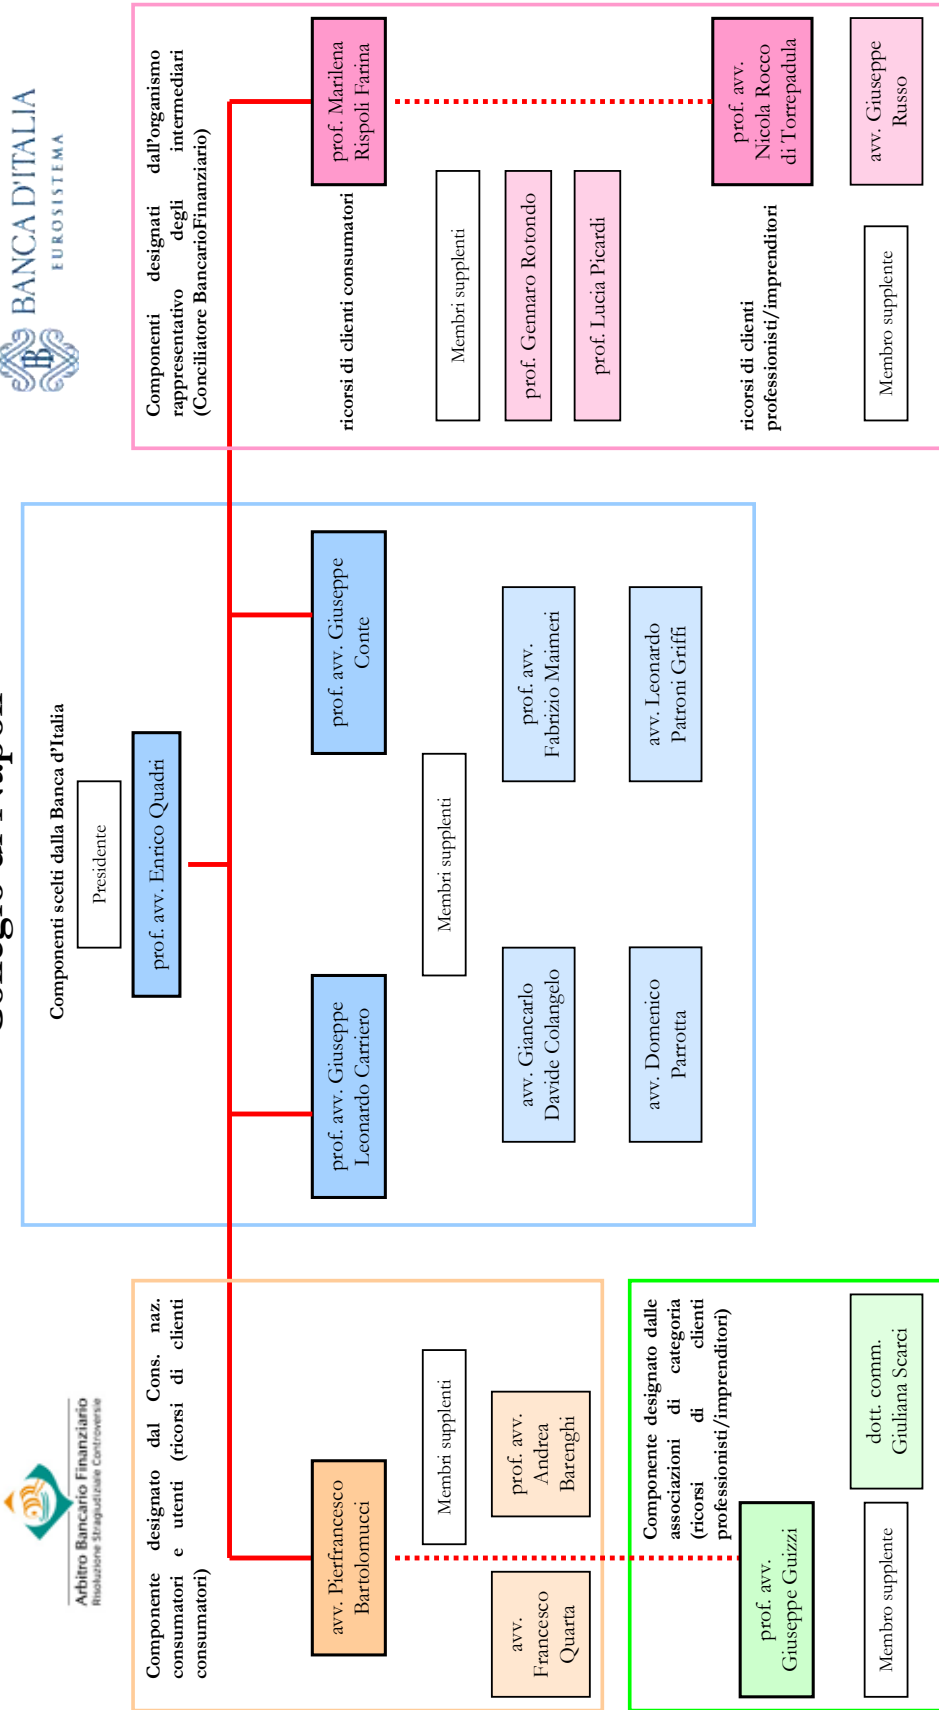 Arbitro Bancario Finanziario
Risoluzione Stragiudiziale Controversie
BANCA D'ITALIA
EUROSISTEMA
Collegio di Napoli
Componenti scelti dalla Banca d'Italia
Presidente
prof. avv. Enrico Quadri
prof. avv. Giuseppe
Leonardo Carriero
prof. avv. Giuseppe
Conte
Membri supplenti
avv. Giancarlo
Davide Colangelo
prof. avv.
Fabrizio Maimeri
avv. Domenico
Parrotta
avv. Leonardo
Patroni Griffi
Componente designato dal Cons. naz.
consumatori e utenti (ricorsi di clienti
consumatori)
avv. Pierfrancesco
Bartolomucci
Membri supplenti
avv.
Francesco
Quarta
prof. avv.
Andrea
Barenghi
Componente designato dalle
associazioni di categoria
(ricorsi di clienti
professionisti/imprenditori)
prof. avv.
Giuseppe Guizzi
Membro supplente
dott. comm.
Giuliana Scarci
Componenti designati dall'organismo
rappresentativo degli intermediari
(Conciliatore BancarioFinanziario)
ricorsi di clienti consumatori
prof. Marilena
Rispoli Farina
Membri supplenti
prof. Gennaro Rotondo
prof. Lucia Picardi
ricorsi di clienti
professionisti/imprenditori
prof. avv.
Nicola Rocco
di Torrepadula
Membro supplente
avv. Giuseppe
Russo